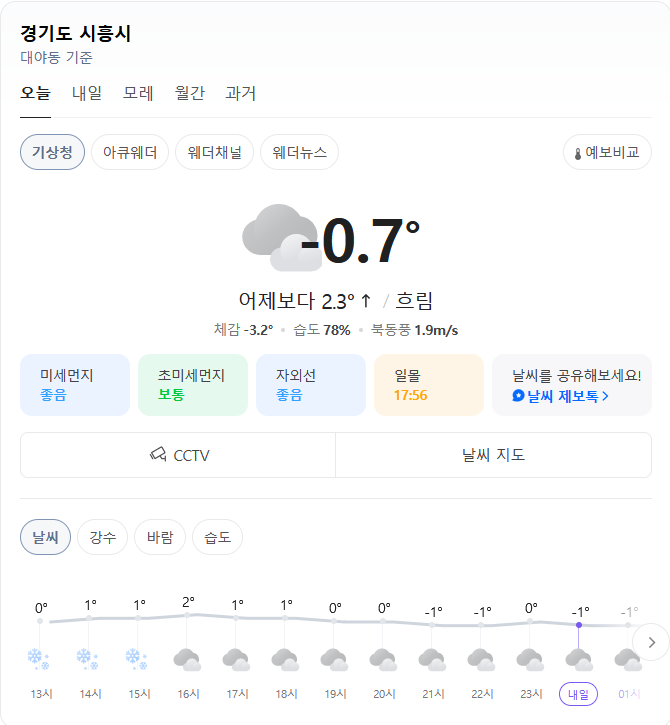 경기도 시흥시
대야동 기준
오늘 내일 모레 월간 과거
기상청 아큐웨더 웨더채널 웨더뉴스 예보비교
-0.7°
어제보다 2.3° ↑ / 흐림
체감 -3.2° • 습도 78% • 북동풍 1.9m/s
미세먼지 초미세먼지 자외선 일몰 날씨를 공유해보세요!
좋음 보통 좋음 17:56 날씨 제보톡 >
CCTV 날씨 지도
날씨 강수 바람 습도
0° 1° 1° 2° 1° 1° 0° 0° -1° -1° 0° -1° -1°
13시 14시 15시 16시 17시 18시 19시 20시 21시 22시 23시 내일 01시